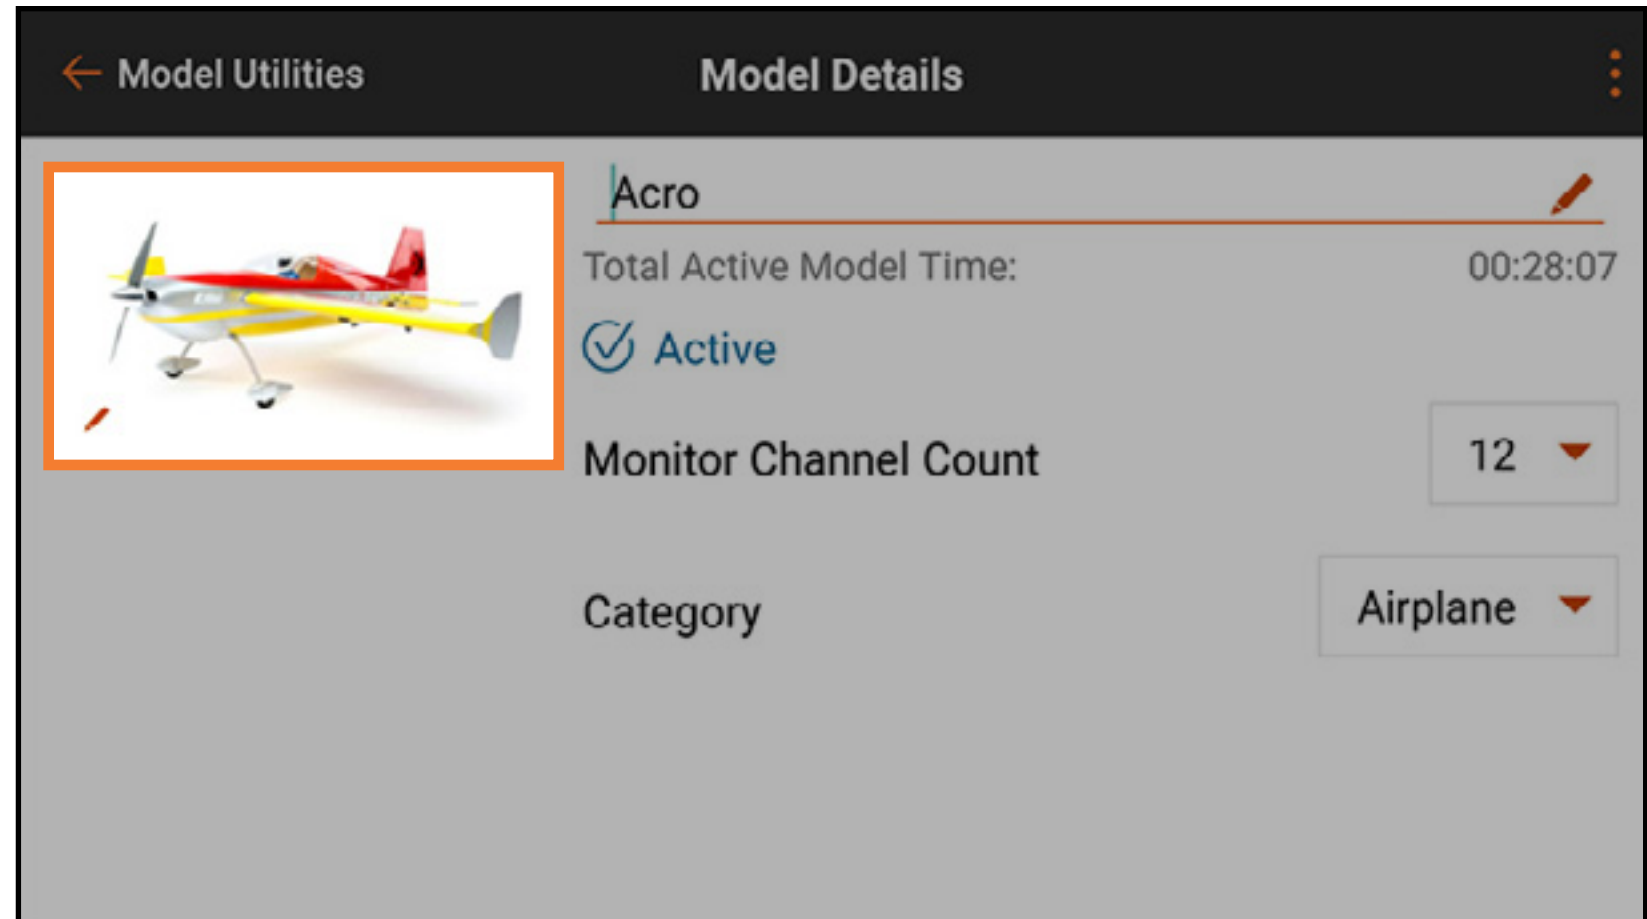 Model Utilities
Model Details
Acro
Total Active Model Time: 00:28:07
Active
Monitor Channel Count 12
Category Airplane